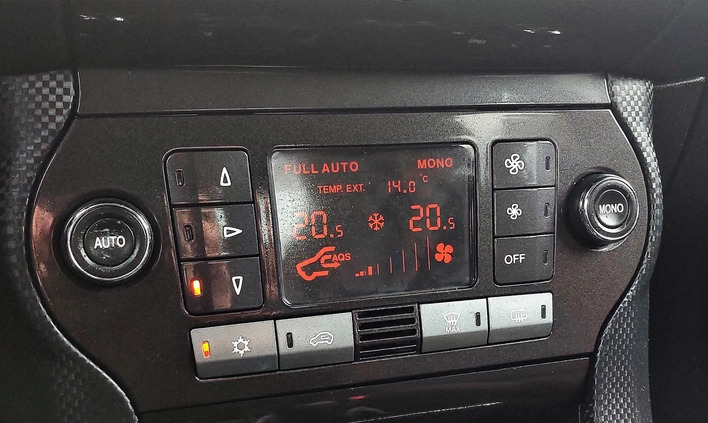 FULL AUTO MONO
TEMP. EXT. 14.0 °C
20.5 20.5
AQS
AUTO
MONO
OFF
MAX